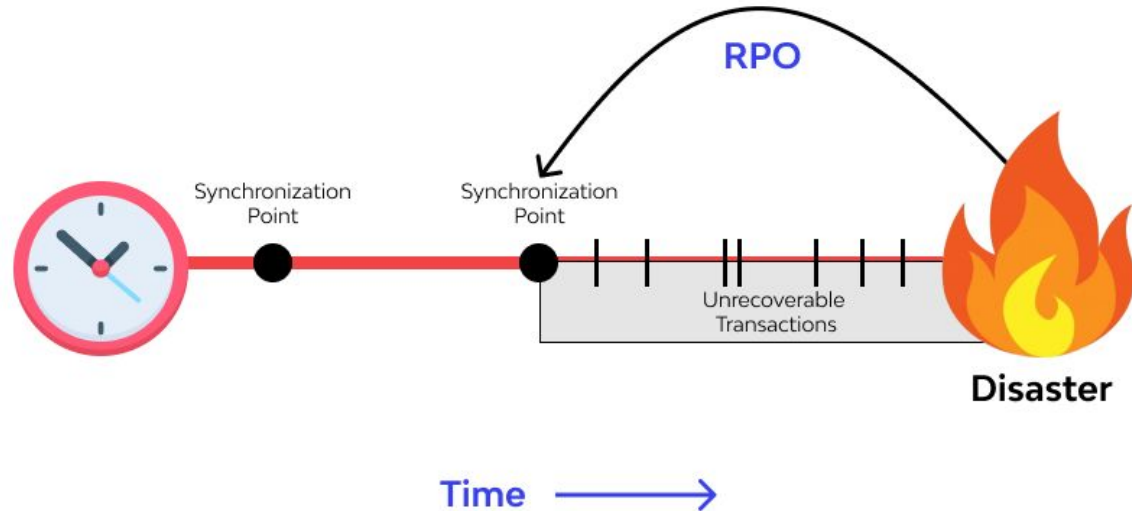 RPO
Synchronization
Point
Synchronization
Point
Unrecoverable
Transactions
Disaster
Time